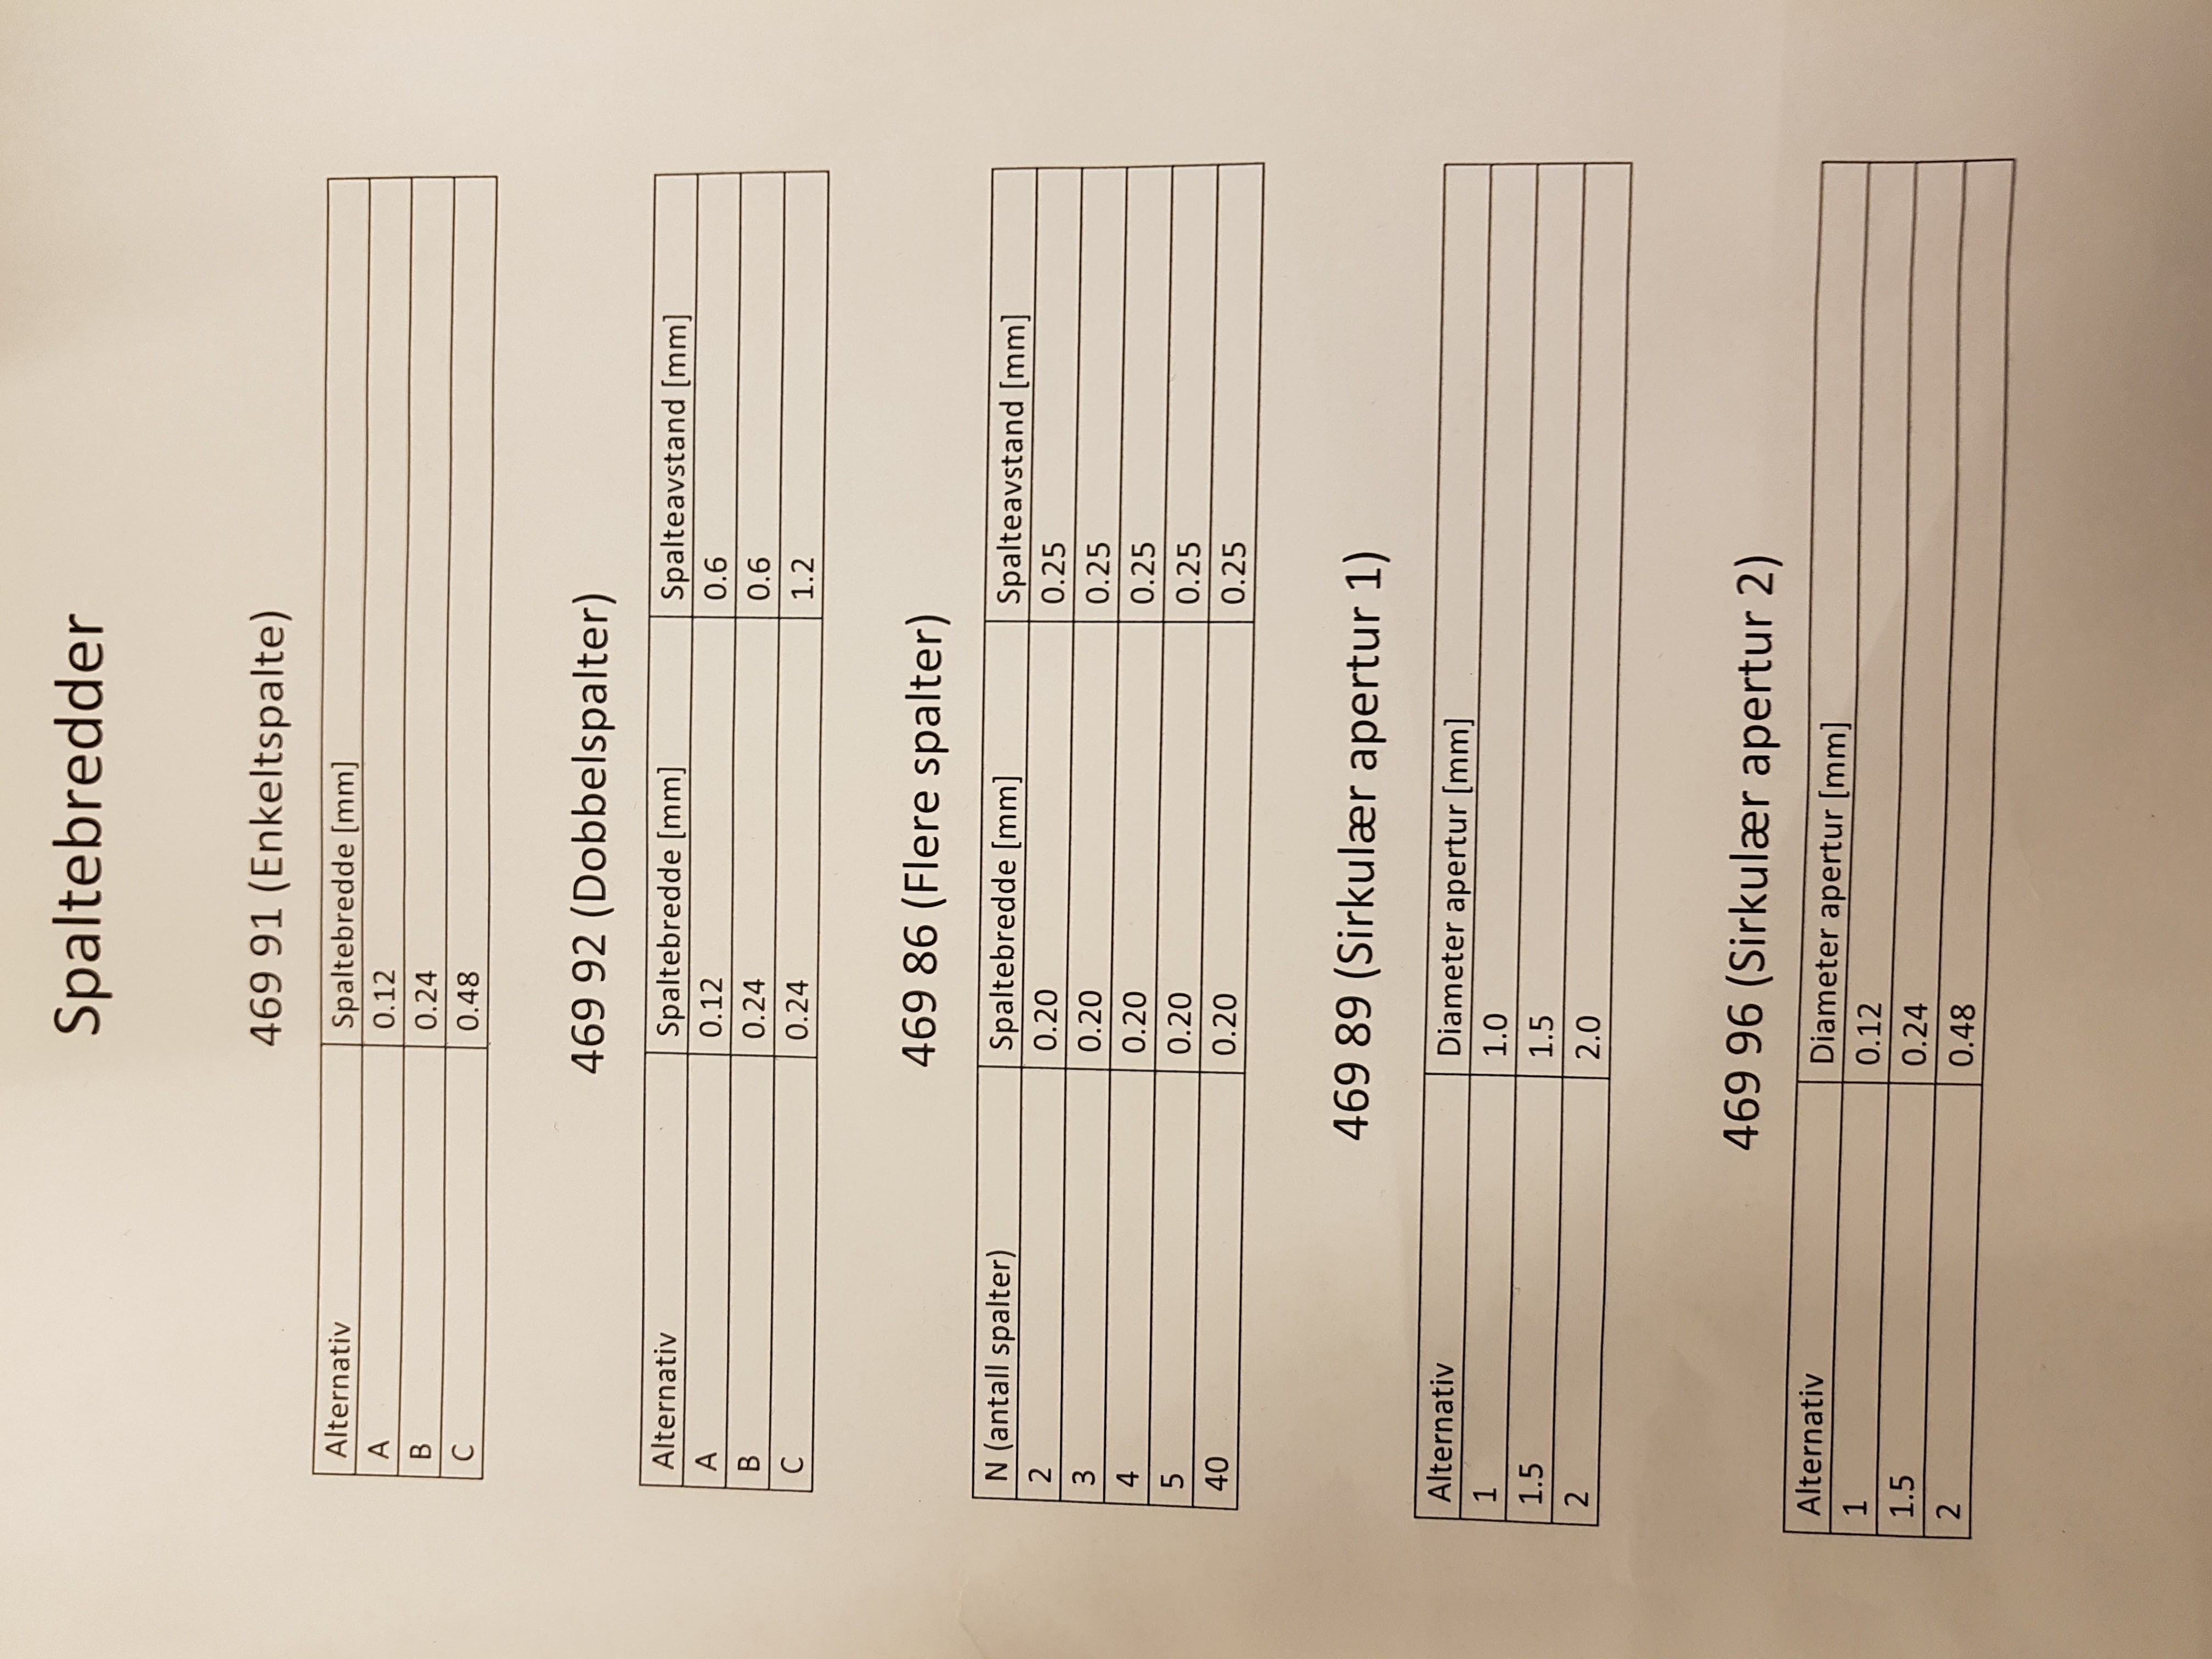 Spaltebredder
469 91 (Enkeltspalte)
Alternativ Spaltebredde [mm]
A 0.12
B 0.24
C 0.48
469 92 (Dobbelspalter)
Alternativ Spaltebredde [mm] Spalteavstand [mm]
A 0.12 0.6
B 0.24 0.6
C 0.24 1.2
469 86 (Flere spalter)
N (antall spalter) Spaltebredde [mm] Spalteavstand [mm]
2 0.20 0.25
3 0.20 0.25
4 0.20 0.25
5 0.20 0.25
40 0.20 0.25
469 89 (Sirkulær apertur 1)
Alternativ Diameter apertur [mm]
1 1.0
1.5 1.5
2 2.0
469 96 (Sirkulær apertur 2)
Alternativ Diameter apertur [mm]
1 0.12
1.5 0.24
2 0.48